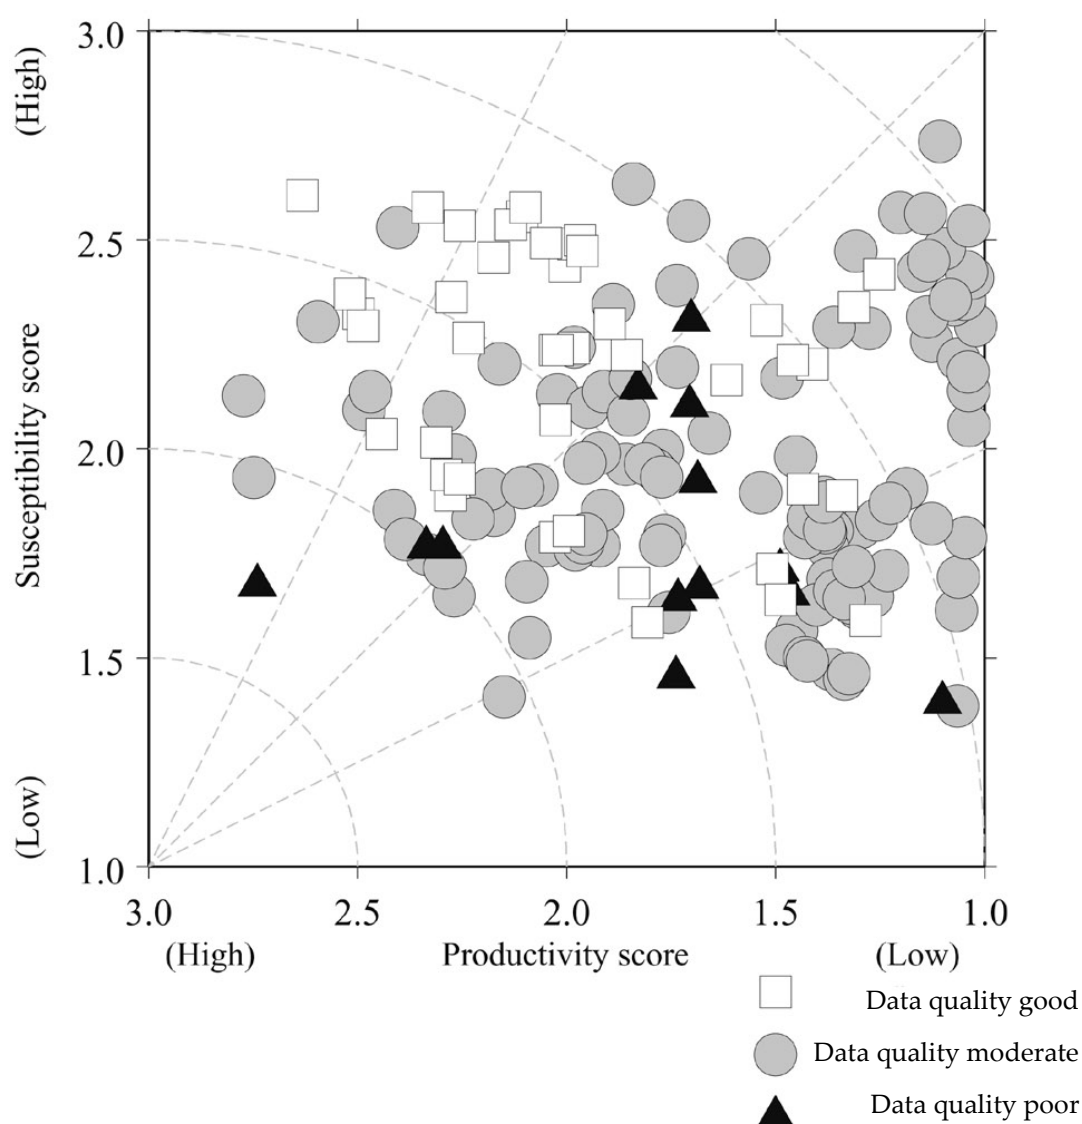 3.0
(High)
2.5
Susceptibility score
2.0
1.5
(Low)
1.0
3.0 2.5 2.0 1.5 1.0
(High) Productivity score (Low)
Data quality good
Data quality moderate
Data quality poor